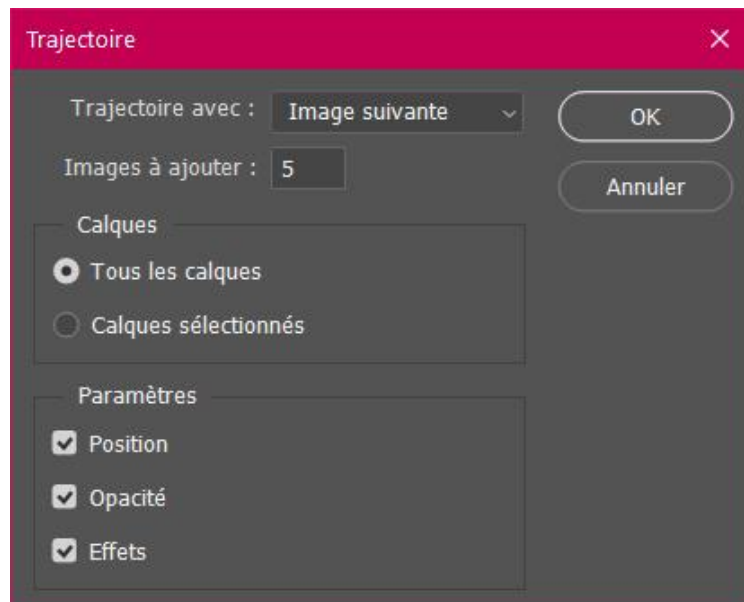 Trajectoire
Trajectoire avec : Image suivante
OK
Images à ajouter : 5
Annuler
Calques
Tous les calques
Calques sélectionnés
Paramètres
Position
Opacité
Effets